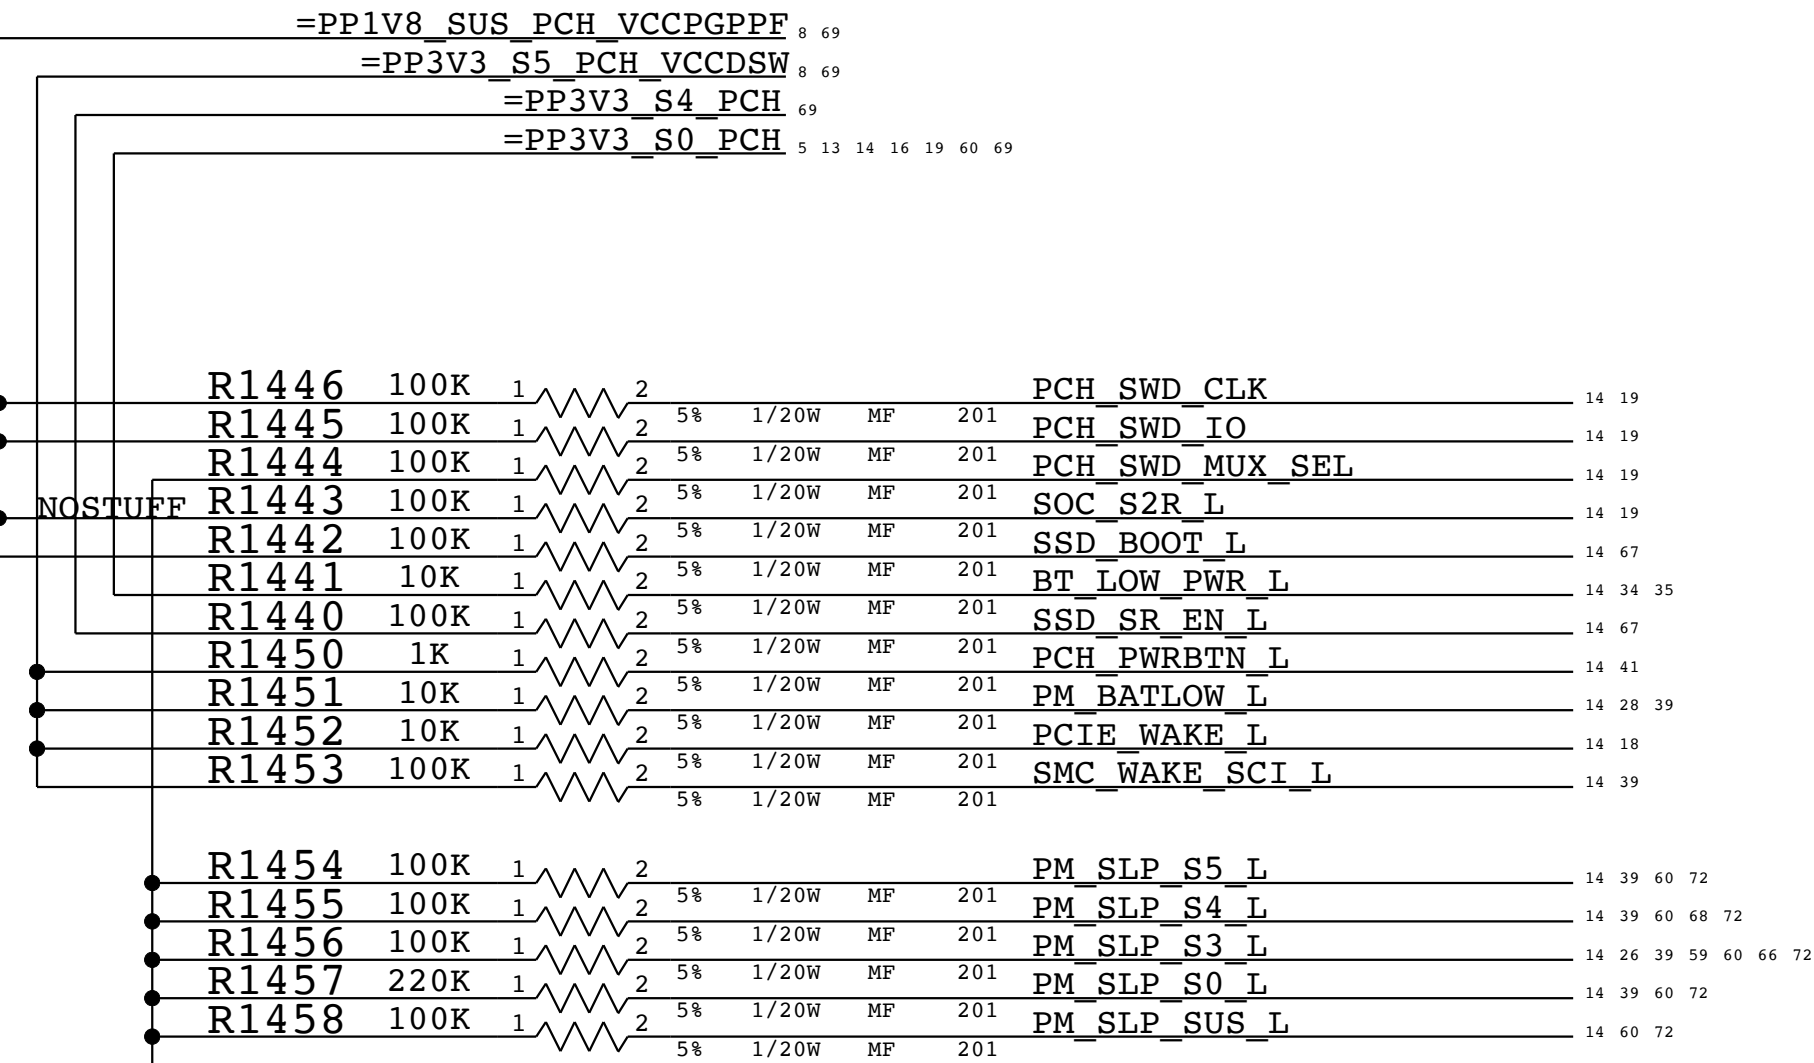 =PP1V8_SUS_PCH_VCCPGPPF 8 69
=PP3V3_S5_PCH_VCCDSW 8 69
=PP3V3_S4_PCH 69
=PP3V3_S0_PCH 5 13 14 16 19 60 69
R1446 100K 1 2 PCH_SWD_CLK 14 19
5% 1/20W MF 201
R1445 100K 1 2 PCH_SWD_IO 14 19
5% 1/20W MF 201
R1444 100K 1 2 PCH_SWD_MUX_SEL 14 19
5% 1/20W MF 201
NOSTUFF R1443 100K 1 2 SOC_S2R_L 14 19
5% 1/20W MF 201
R1442 100K 1 2 SSD_BOOT_L 14 67
5% 1/20W MF 201
R1441 10K 1 2 BT_LOW_PWR_L 14 34 35
5% 1/20W MF 201
R1440 100K 1 2 SSD_SR_EN_L 14 67
5% 1/20W MF 201
R1450 1K 1 2 PCH_PWRBTN_L 14 41
5% 1/20W MF 201
R1451 10K 1 2 PM_BATLOW_L 14 28 39
5% 1/20W MF 201
R1452 10K 1 2 PCIE_WAKE_L 14 18
5% 1/20W MF 201
R1453 100K 1 2 SMC_WAKE_SCI_L 14 39
5% 1/20W MF 201
R1454 100K 1 2 PM_SLP_S5_L 14 39 60 72
5% 1/20W MF 201
R1455 100K 1 2 PM_SLP_S4_L 14 39 60 68 72
5% 1/20W MF 201
R1456 100K 1 2 PM_SLP_S3_L 14 26 39 59 60 66 72
5% 1/20W MF 201
R1457 220K 1 2 PM_SLP_S0_L 14 39 60 72
5% 1/20W MF 201
R1458 100K 1 2 PM_SLP_SUS_L 14 60 72
5% 1/20W MF 201